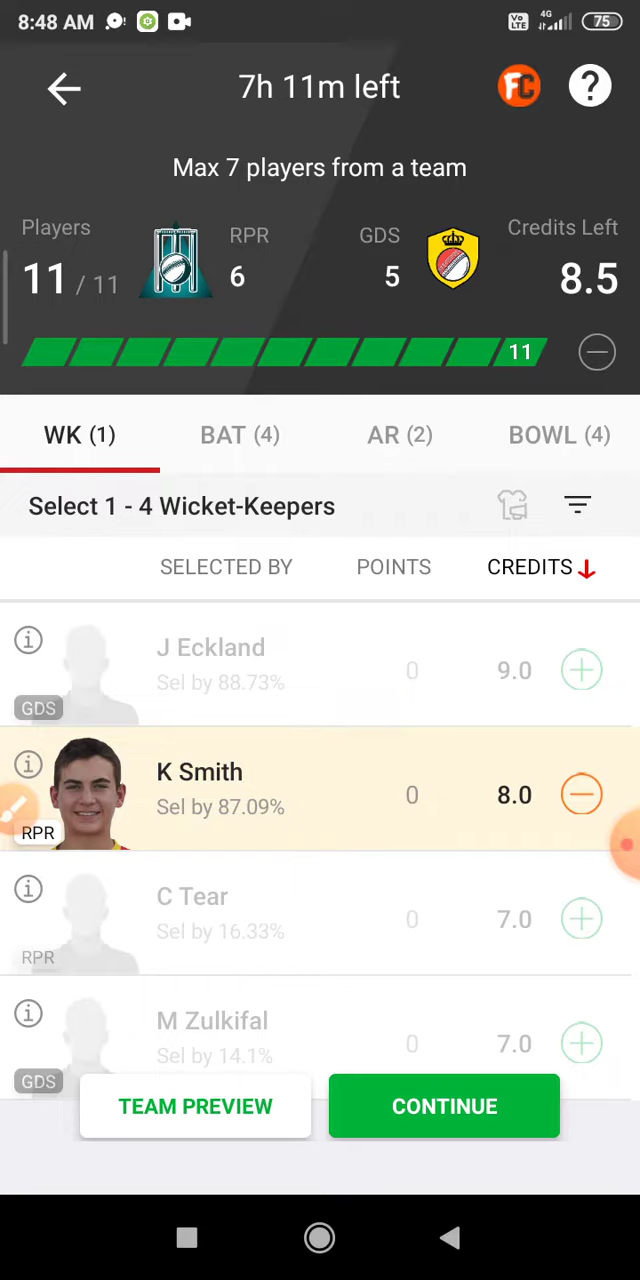 8:48 AM
Vo LTE 4G 75
7h 11m left
FC ?
Max 7 players from a team
Players RPR GDS Credits Left
11 / 11 6 5 8.5
11
WK (1) BAT (4) AR (2) BOWL (4)
Select 1 - 4 Wicket-Keepers
SELECTED BY POINTS CREDITS
J Eckland
Sel by 88.73% 0 9.0
GDS
K Smith
Sel by 87.09% 0 8.0
RPR
C Tear
Sel by 16.33% 0 7.0
RPR
M Zulkifal
Sel by 14.1% 0 7.0
GDS
TEAM PREVIEW CONTINUE